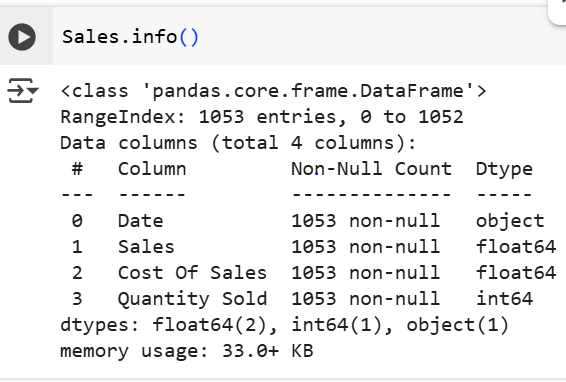 Sales.info()
<class 'pandas.core.frame.DataFrame'>
RangeIndex: 1053 entries, 0 to 1052
Data columns (total 4 columns):
 #   Column         Non-Null Count  Dtype
---  ------         --------------  -----
 0   Date           1053 non-null   object
 1   Sales          1053 non-null   float64
 2   Cost Of Sales  1053 non-null   float64
 3   Quantity Sold  1053 non-null   int64
dtypes: float64(2), int64(1), object(1)
memory usage: 33.0+ KB